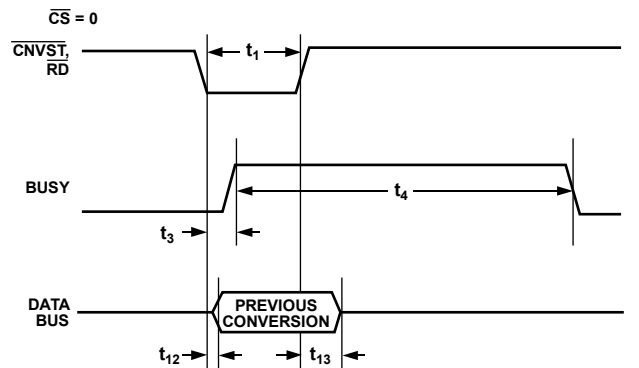 CS = 0
CNVST,
RD
t1
BUSY
t4
t3
DATA
BUS
PREVIOUS
CONVERSION
t12
t13